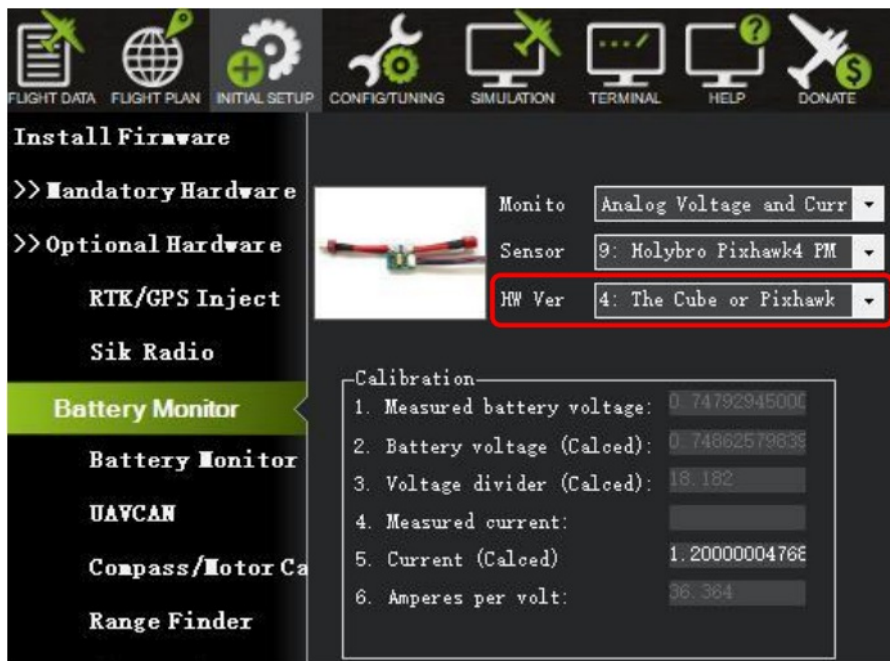 FLIGHT DATA FLIGHT PLAN INITIAL SETUP CONFIG/TUNING SIMULATION TERMINAL HELP DONATE
Install Firmware
>> Mandatory Hardware
>> Optional Hardware
RTK/GPS Inject
Sik Radio
Battery Monitor
Battery Monitor
UAVCAN
Compass/Motor Ca
Range Finder
Monito Analog Voltage and Curr
Sensor 9: Holybro Pixhawk4 PM
HW Ver 4: The Cube or Pixhawk
Calibration
1. Measured battery voltage: 0.74792945000
2. Battery voltage (Calced): 0.74862579839
3. Voltage divider (Calced): 18.182
4. Measured current:
5. Current (Calced) 1.20000004768
6. Amperes per volt: 36.364